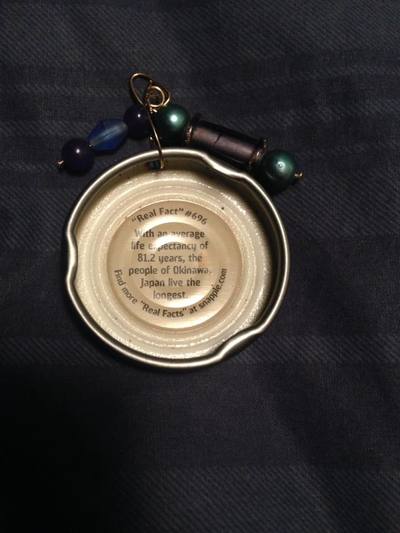 "Real Fact" #696
With an average
life expectancy of
81.2 years, the
people of Okinawa,
Japan live the
longest.
Find more "Real Facts" at snapple.com